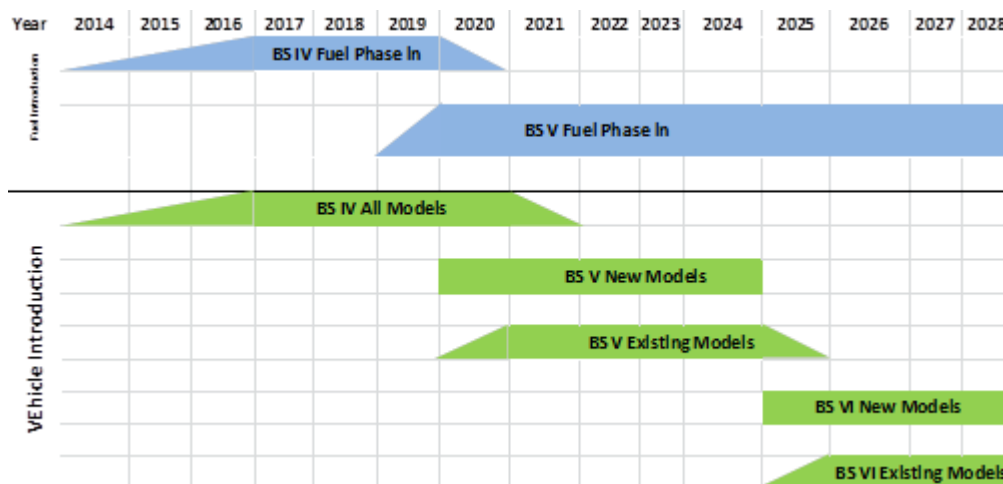 Year 2014 2015 2016 2017 2018 2019 2020 2021 2022 2023 2024 2025 2026 2027 2028
Fuel Introduction
BS IV Fuel Phase In
BS V Fuel Phase In
VEhicle Introduction
BS IV All Models
BS V New Models
BS V Existing Models
BS VI New Models
BS VI Existing Models